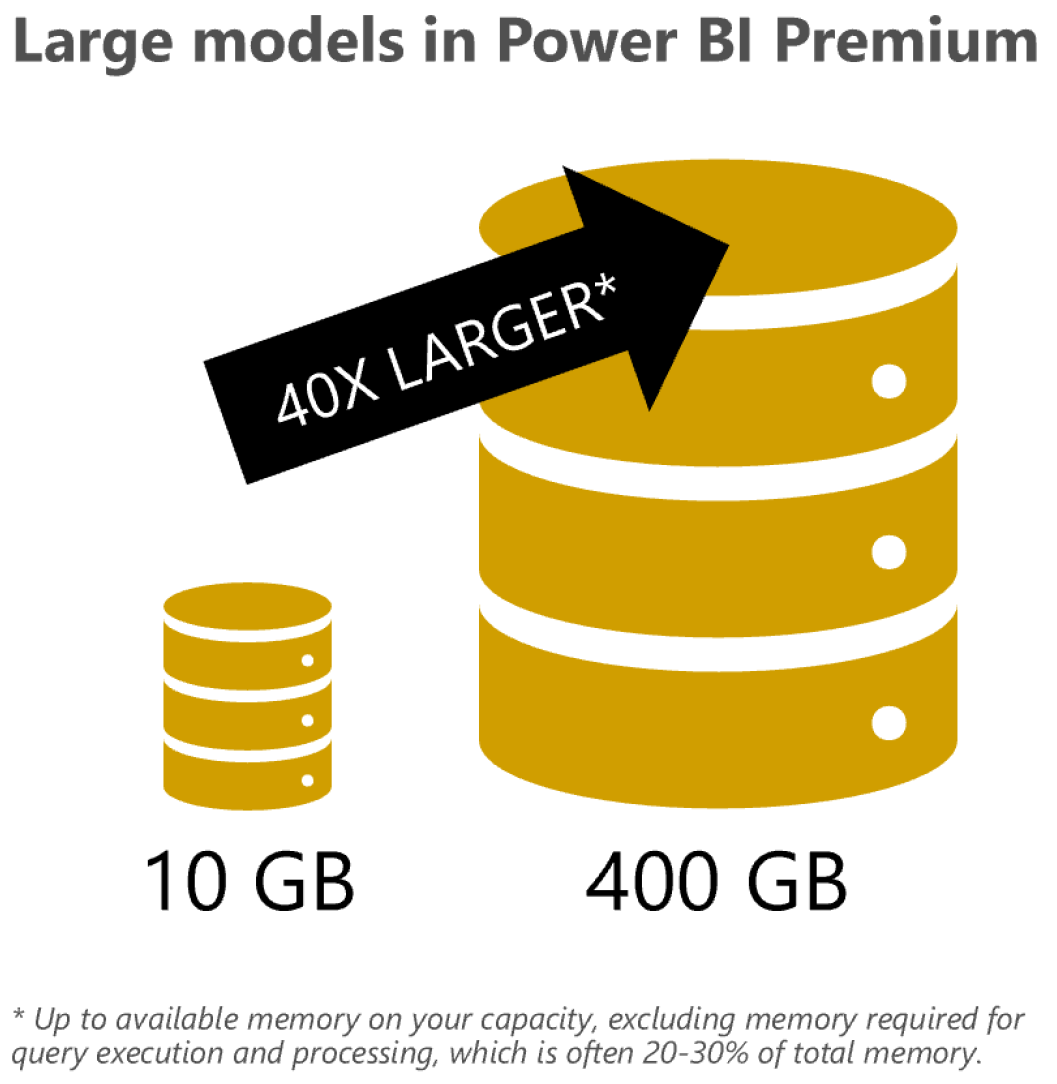 Large models in Power BI Premium
40X LARGER*
10 GB
400 GB
* Up to available memory on your capacity, excluding memory required for
query execution and processing, which is often 20-30% of total memory.